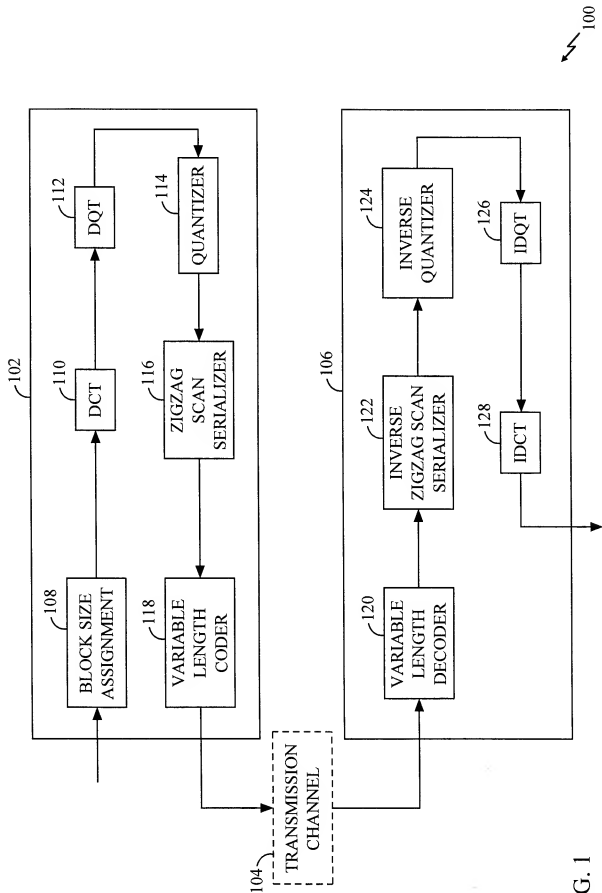 102
108
BLOCK SIZE
ASSIGNMENT
110
DCT
112
DQT
118
VARIABLE
LENGTH
CODER
116
ZIGZAG
SCAN
SERIALIZER
114
QUANTIZER
104
TRANSMISSION
CHANNEL
106
120
VARIABLE
LENGTH
DECODER
122
INVERSE
ZIGZAG SCAN
SERIALIZER
124
INVERSE
QUANTIZER
128
IDCT
126
IDQT
G. 1
100